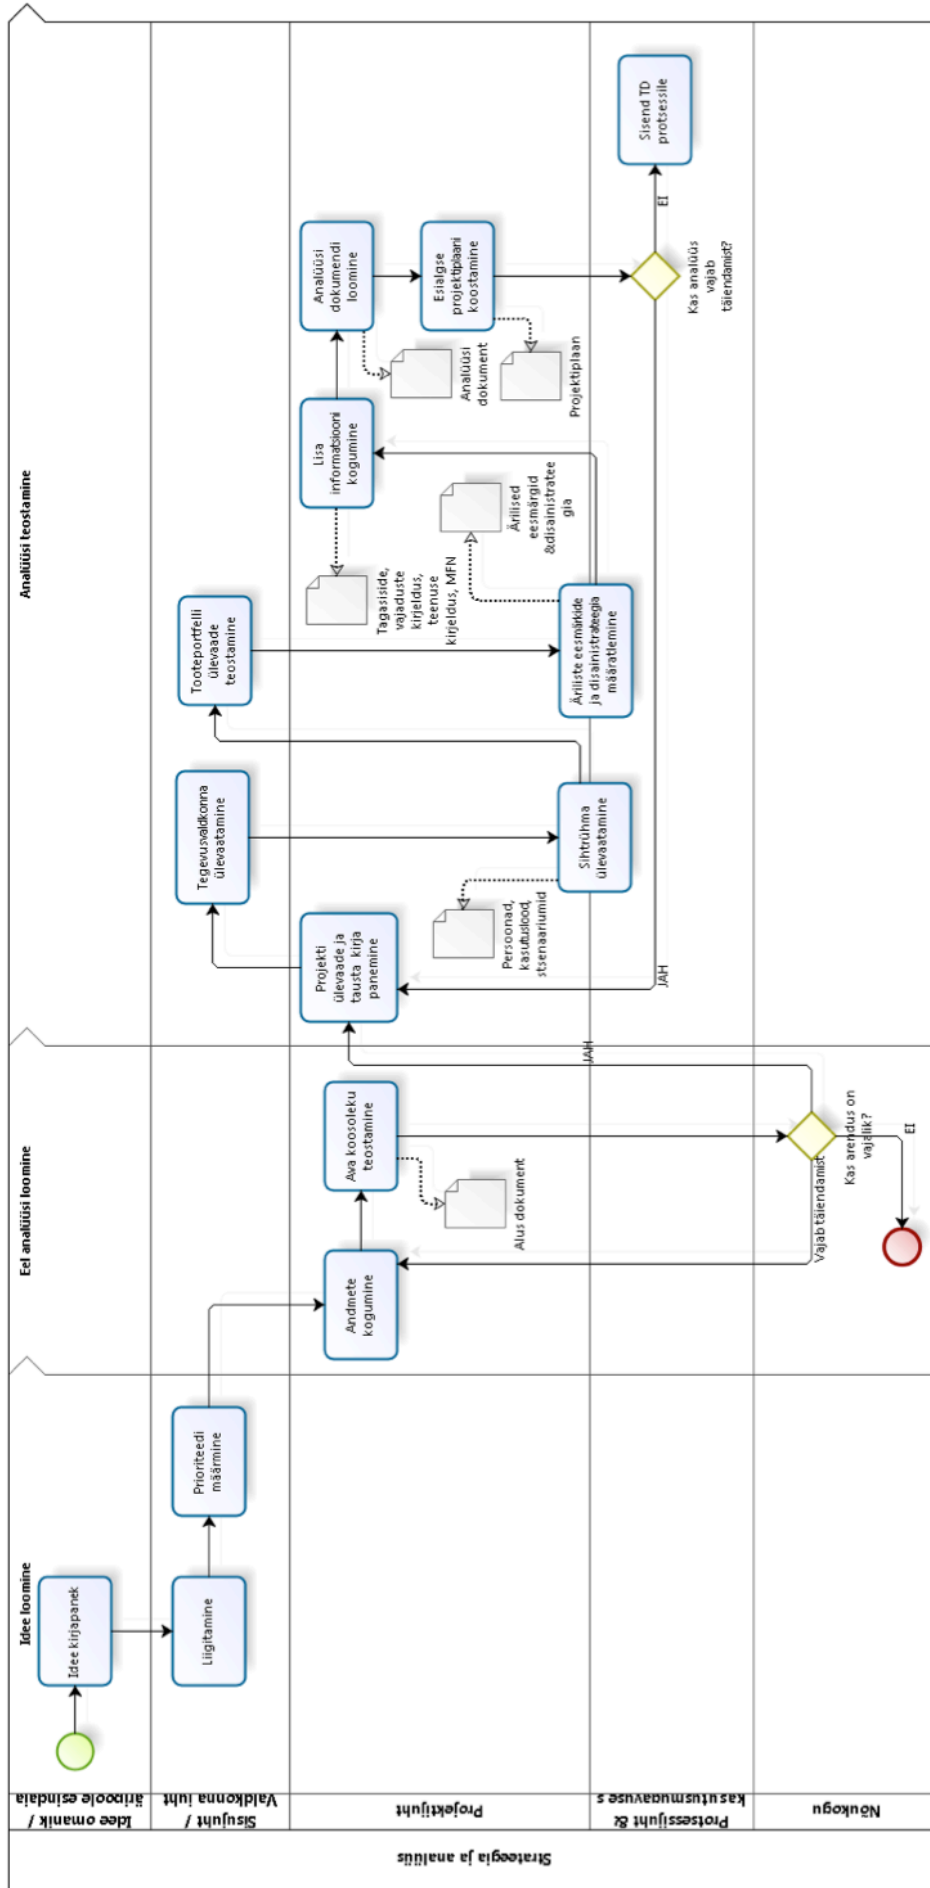 Strateegia ja analüüs
Idee omanik /
äripoole esindaja
Sisujuht /
Valdkonna juht
Projektijuht
Protsessijuht &
kasutusmugavuse s
Nõukogu
Idee loomine
Eel analüüsi loomine
Analüüsi teostamine
Idee kirjapanek
Liigitamine
Prioriteedi
määrmine
Andmete
kogumine
Ava koosoleku
teostamine
Alus dokument
Vajab täiendamist
Kas arendus on
vajalik?
EI
JAH
Projekti
ülevaade ja
tausta kirja
panemine
Tegevusvaldkonna
ülevaatamine
Sihtrühma
ülevaatamine
Persoonad,
kasutuslood,
stsenaariumid
Tooteportfelli
ülevaade
teostamine
Äriliste eesmärkide
ja disainistrateegia
määratlemine
Ärilised
eesmärgid
&disainistratee
gia
Lisa
informatsiooni
kogumine
Tagasiside,
vajaduste
kirjeldus,
teenuse
kirjeldus, MFN
Analüüsi
dokumendi
loomine
Analüüsi
dokument
Esialgse
projektiplaani
koostamine
Projektiplaan
Kas analüüs
vajab
täiendamist?
JAH
EI
Sisend TD
protsessile